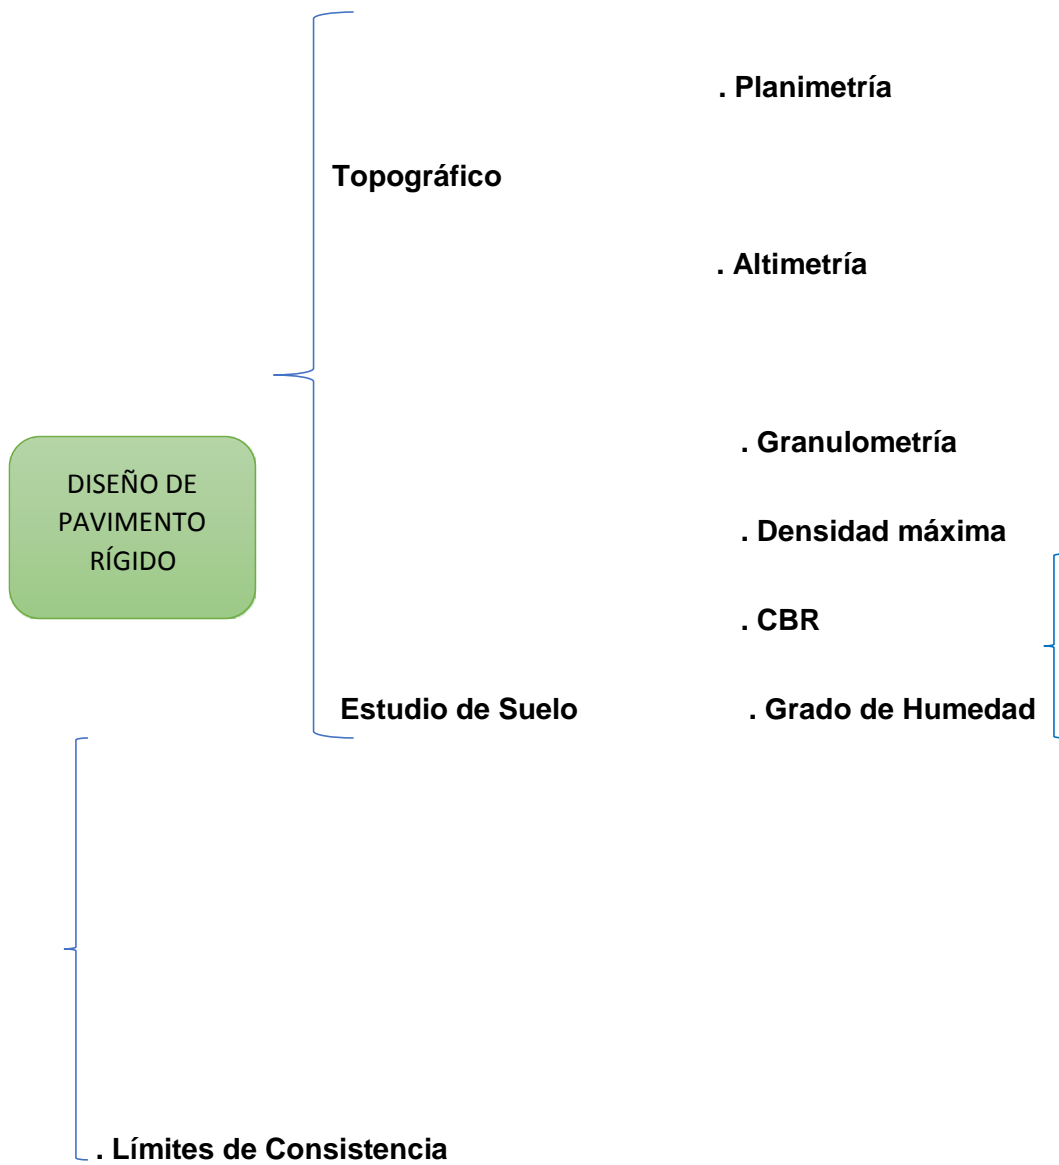 . Planimetría
Topográfico
. Altimetría
. Granulometría
DISEÑO DE
PAVIMENTO
RÍGIDO
. Densidad máxima
. CBR
Estudio de Suelo
. Grado de Humedad
. Límites de Consistencia